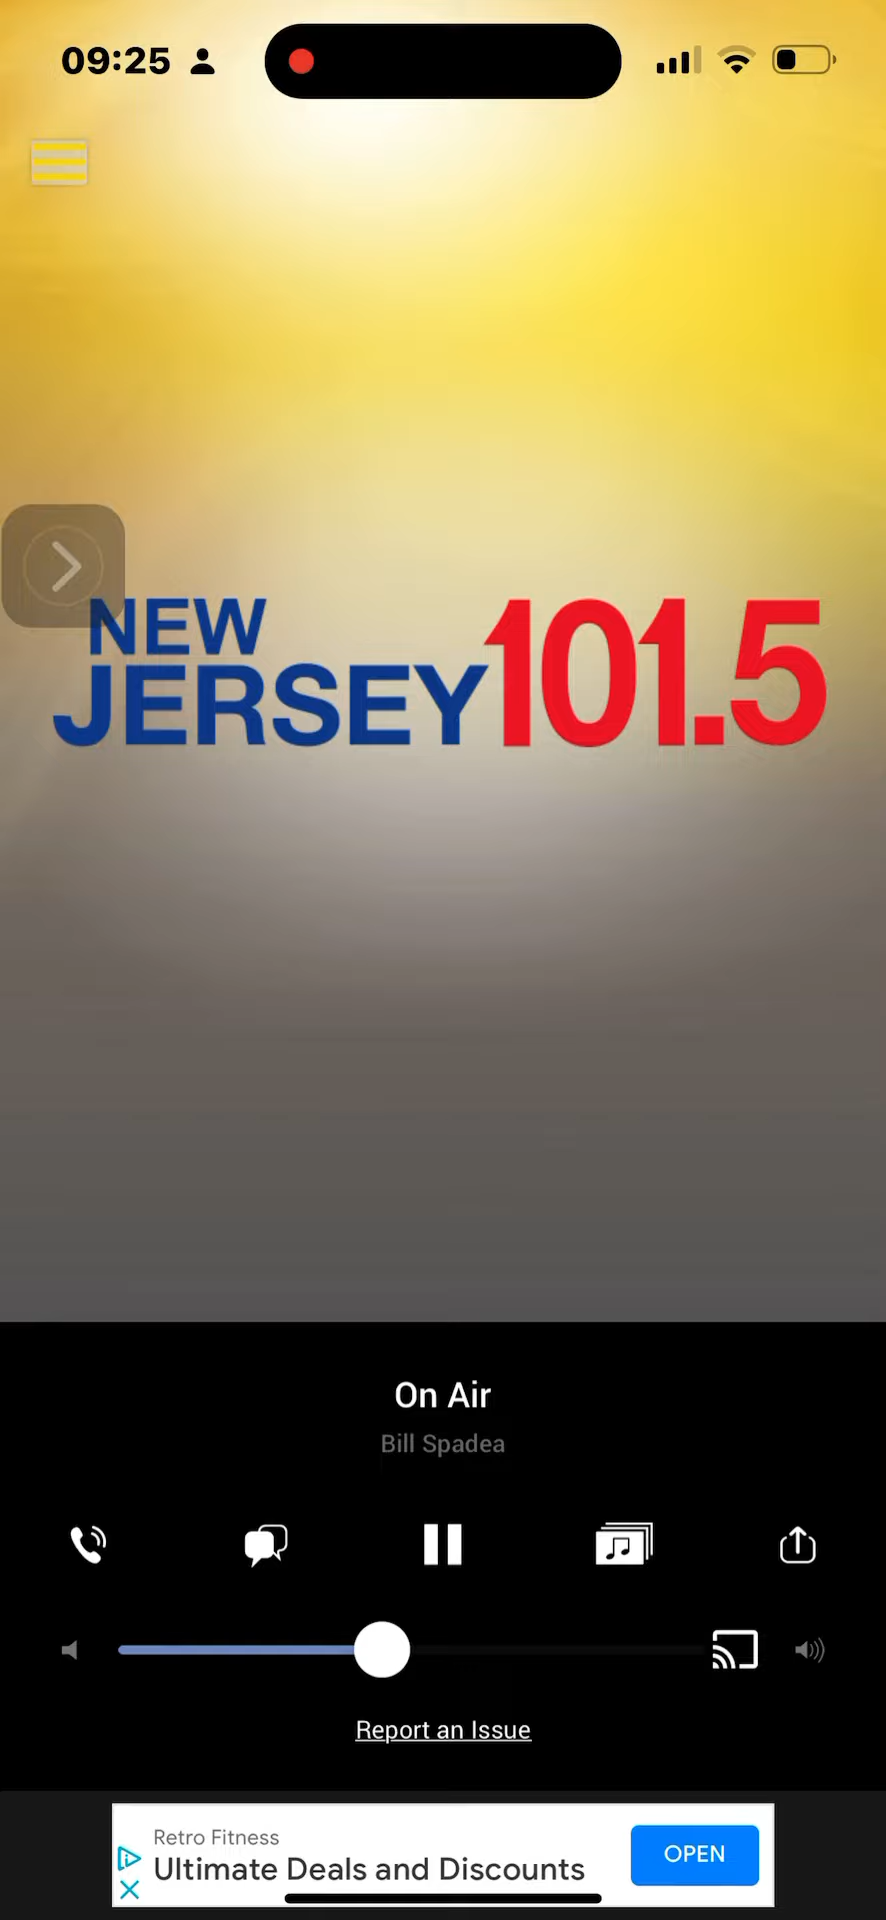 09:25
NEW
JERSEY 101.5
On Air
Bill Spadea
Report an Issue
Retro Fitness
Ultimate Deals and Discounts
OPEN